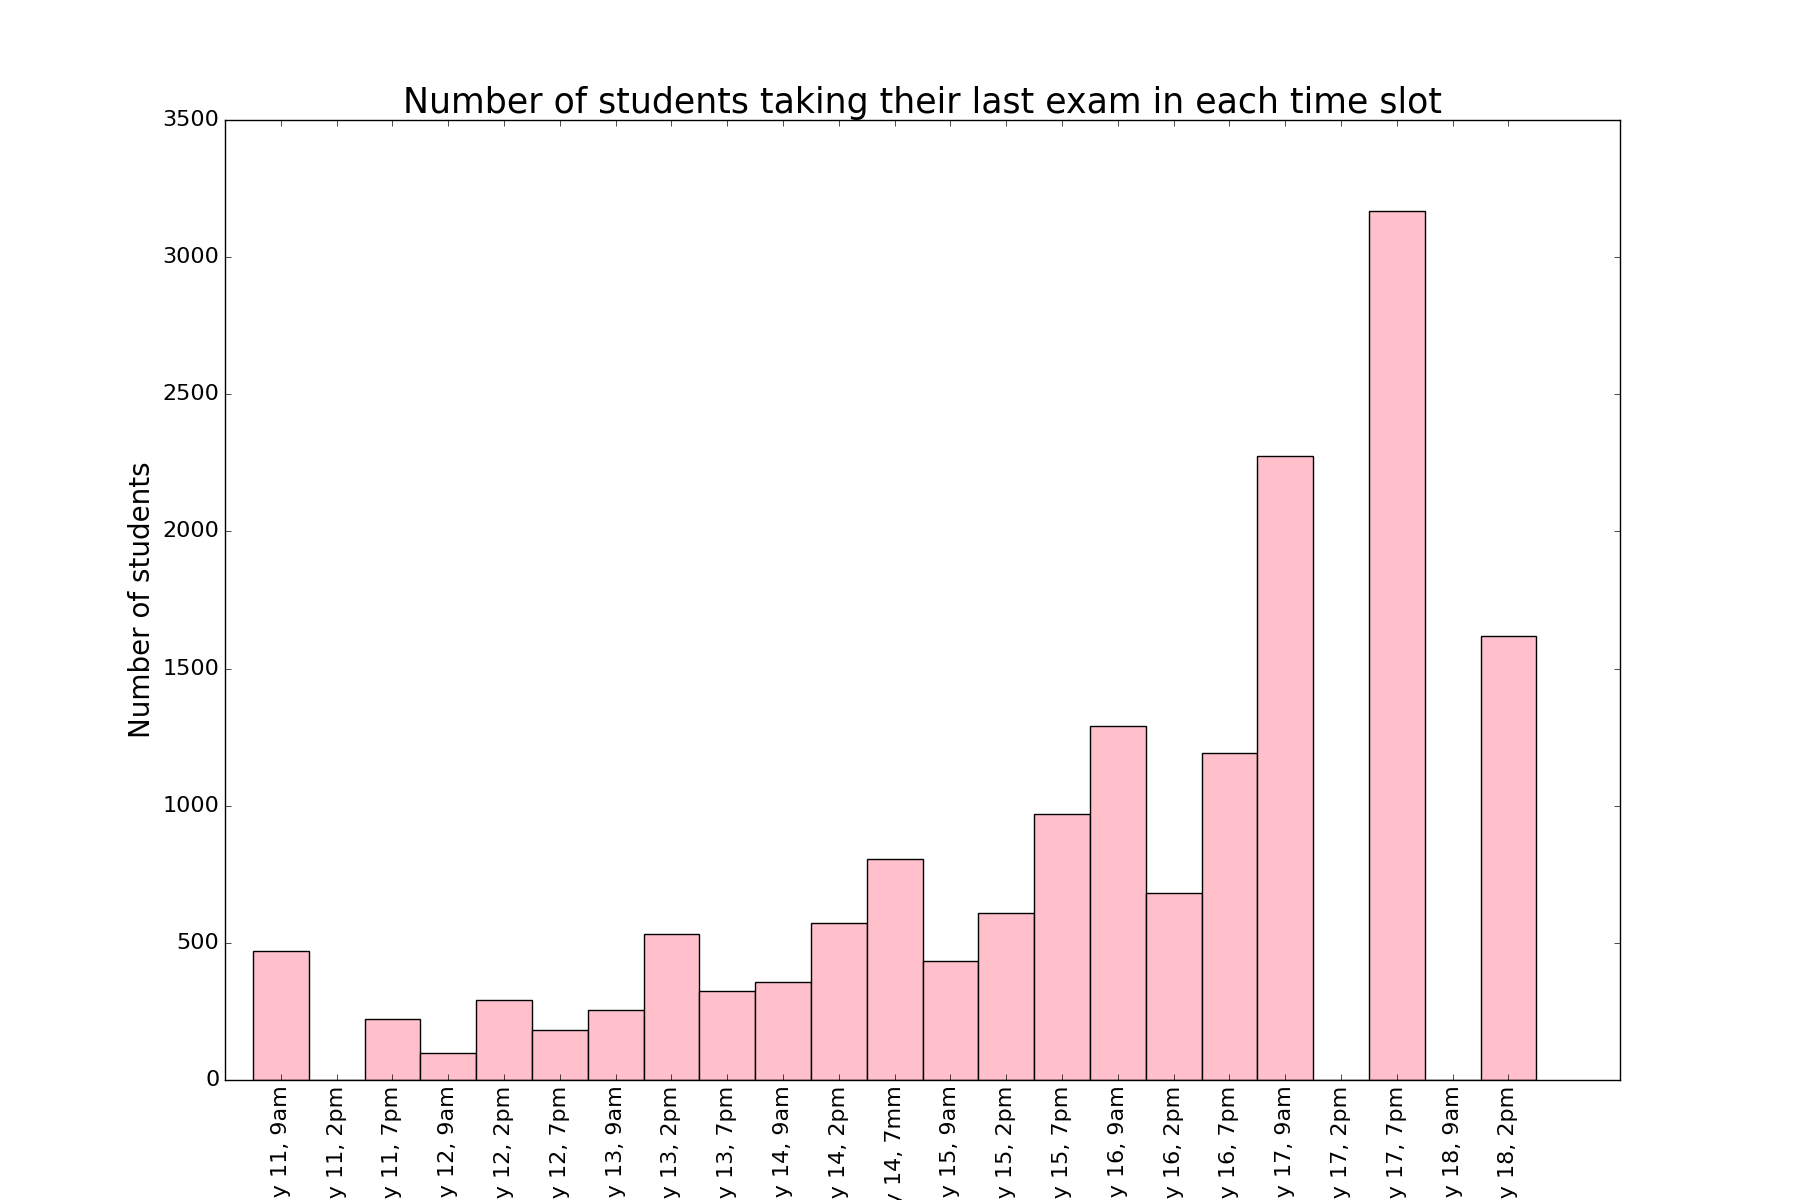 Number of students taking their last exam in each time slot
3500
3000
2500
2000
1500
1000
500
0
Number of students
y 11, 9am
y 11, 2pm
y 11, 7pm
y 12, 9am
y 12, 2pm
y 12, 7pm
y 13, 9am
y 13, 2pm
y 13, 7pm
y 14, 9am
y 14, 2pm
y 14, 7mm
y 15, 9am
y 15, 2pm
y 15, 7pm
y 16, 9am
y 16, 2pm
y 16, 7pm
y 17, 9am
y 17, 2pm
y 17, 7pm
y 18, 9am
y 18, 2pm